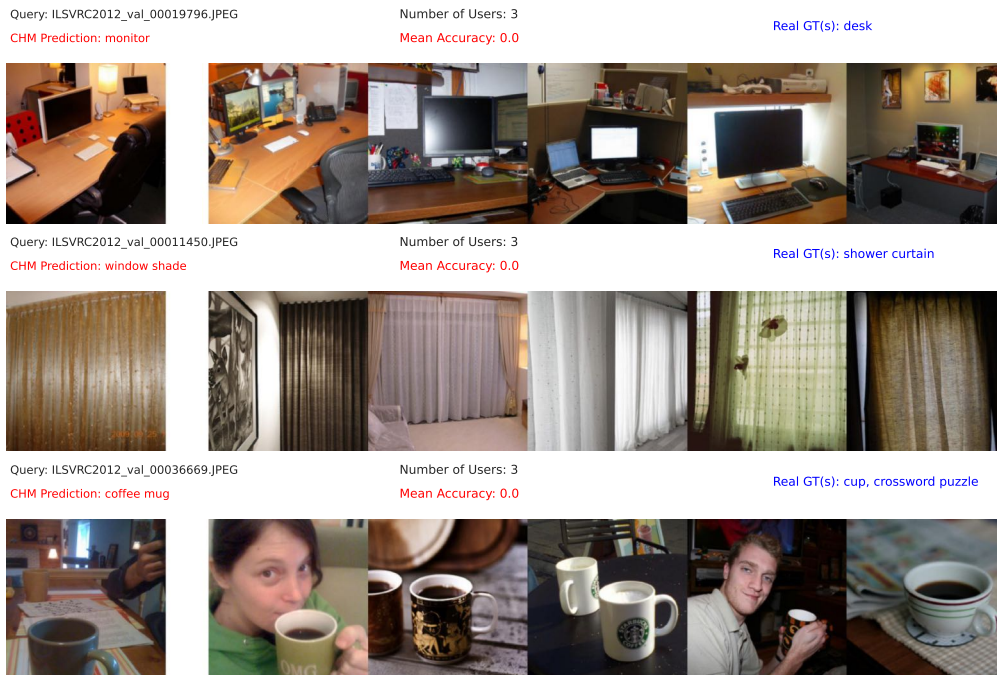 Query: ILSVRC2012_val_00019796.JPEG
Number of Users: 3
Real GT(s): desk
CHM Prediction: monitor
Mean Accuracy: 0.0
Query: ILSVRC2012_val_00011450.JPEG
Number of Users: 3
Real GT(s): shower curtain
CHM Prediction: window shade
Mean Accuracy: 0.0
Query: ILSVRC2012_val_00036669.JPEG
Number of Users: 3
Real GT(s): cup, crossword puzzle
CHM Prediction: coffee mug
Mean Accuracy: 0.0
OMG